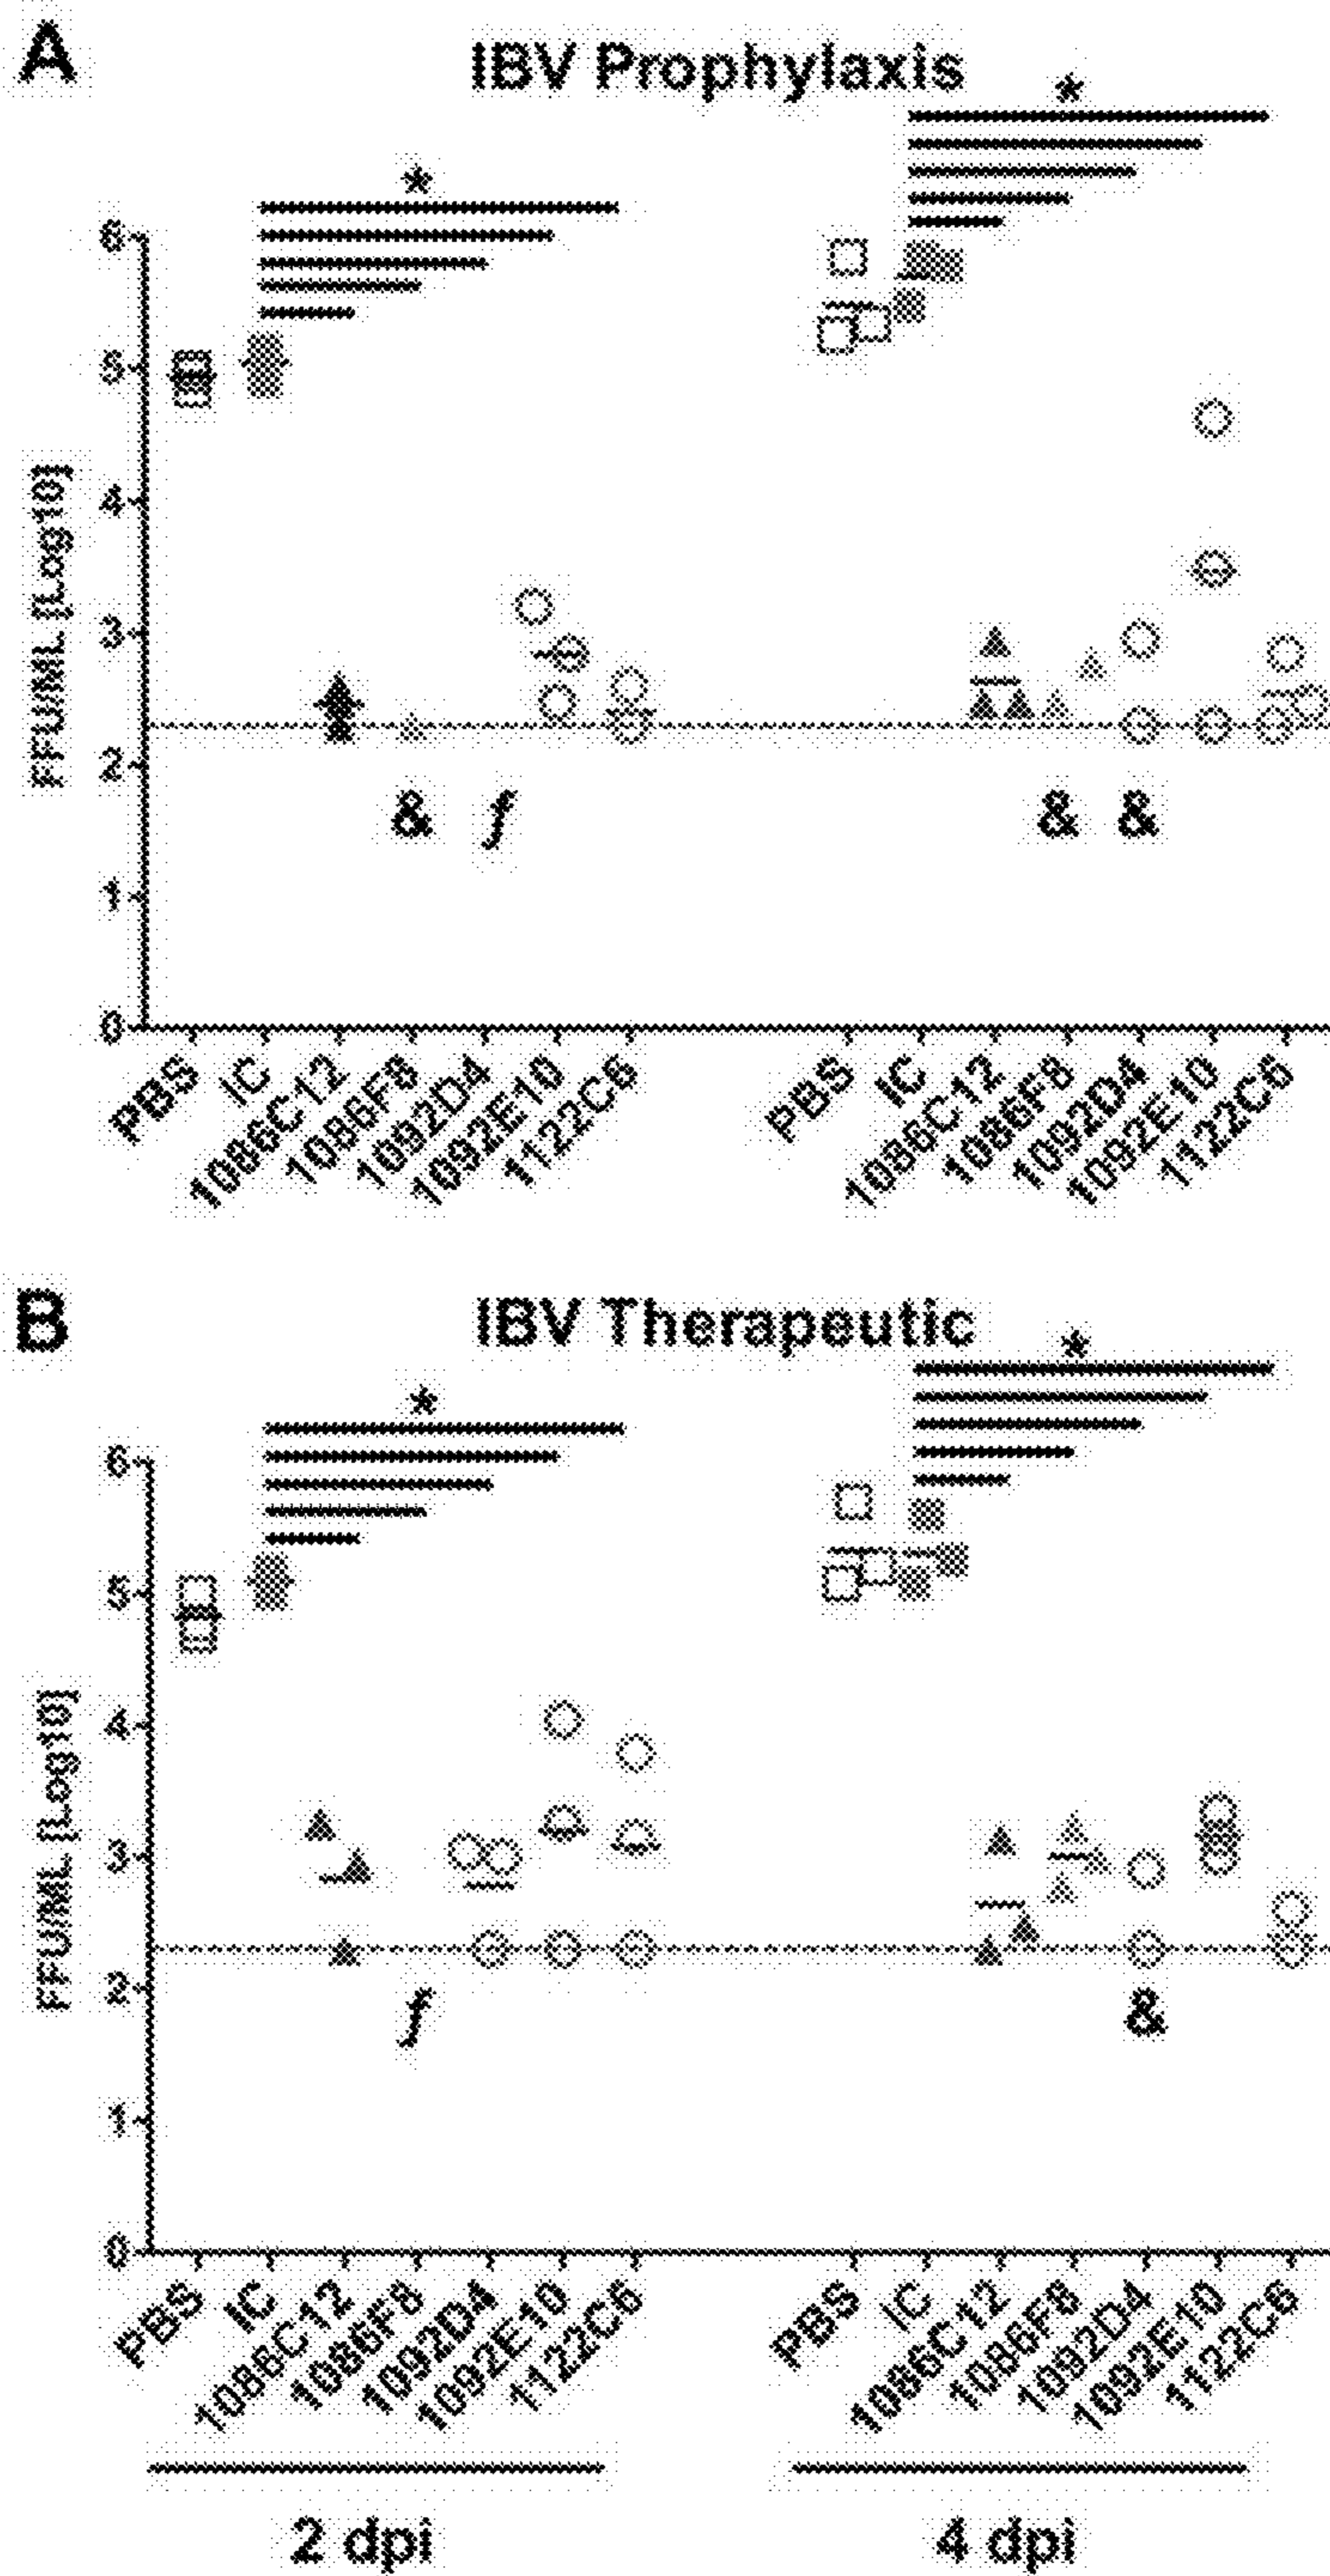 A
IBV Prophylaxis
*
*
FFU/ML [Log10]
6
5
4
3
2
1
0
& ƒ & &
PBS IC 1086C12 1086F8 1092D4 1092E10 1122C6 PBS IC 1086C12 1086F8 1092D4 1092E10 1122C6
B
IBV Therapeutic
*
*
FFU/ML [Log10]
6
5
4
3
2
1
0
ƒ &
PBS IC 1086C12 1086F8 1092D4 1092E10 1122C6 PBS IC 1086C12 1086F8 1092D4 1092E10 1122C6
2 dpi 4 dpi